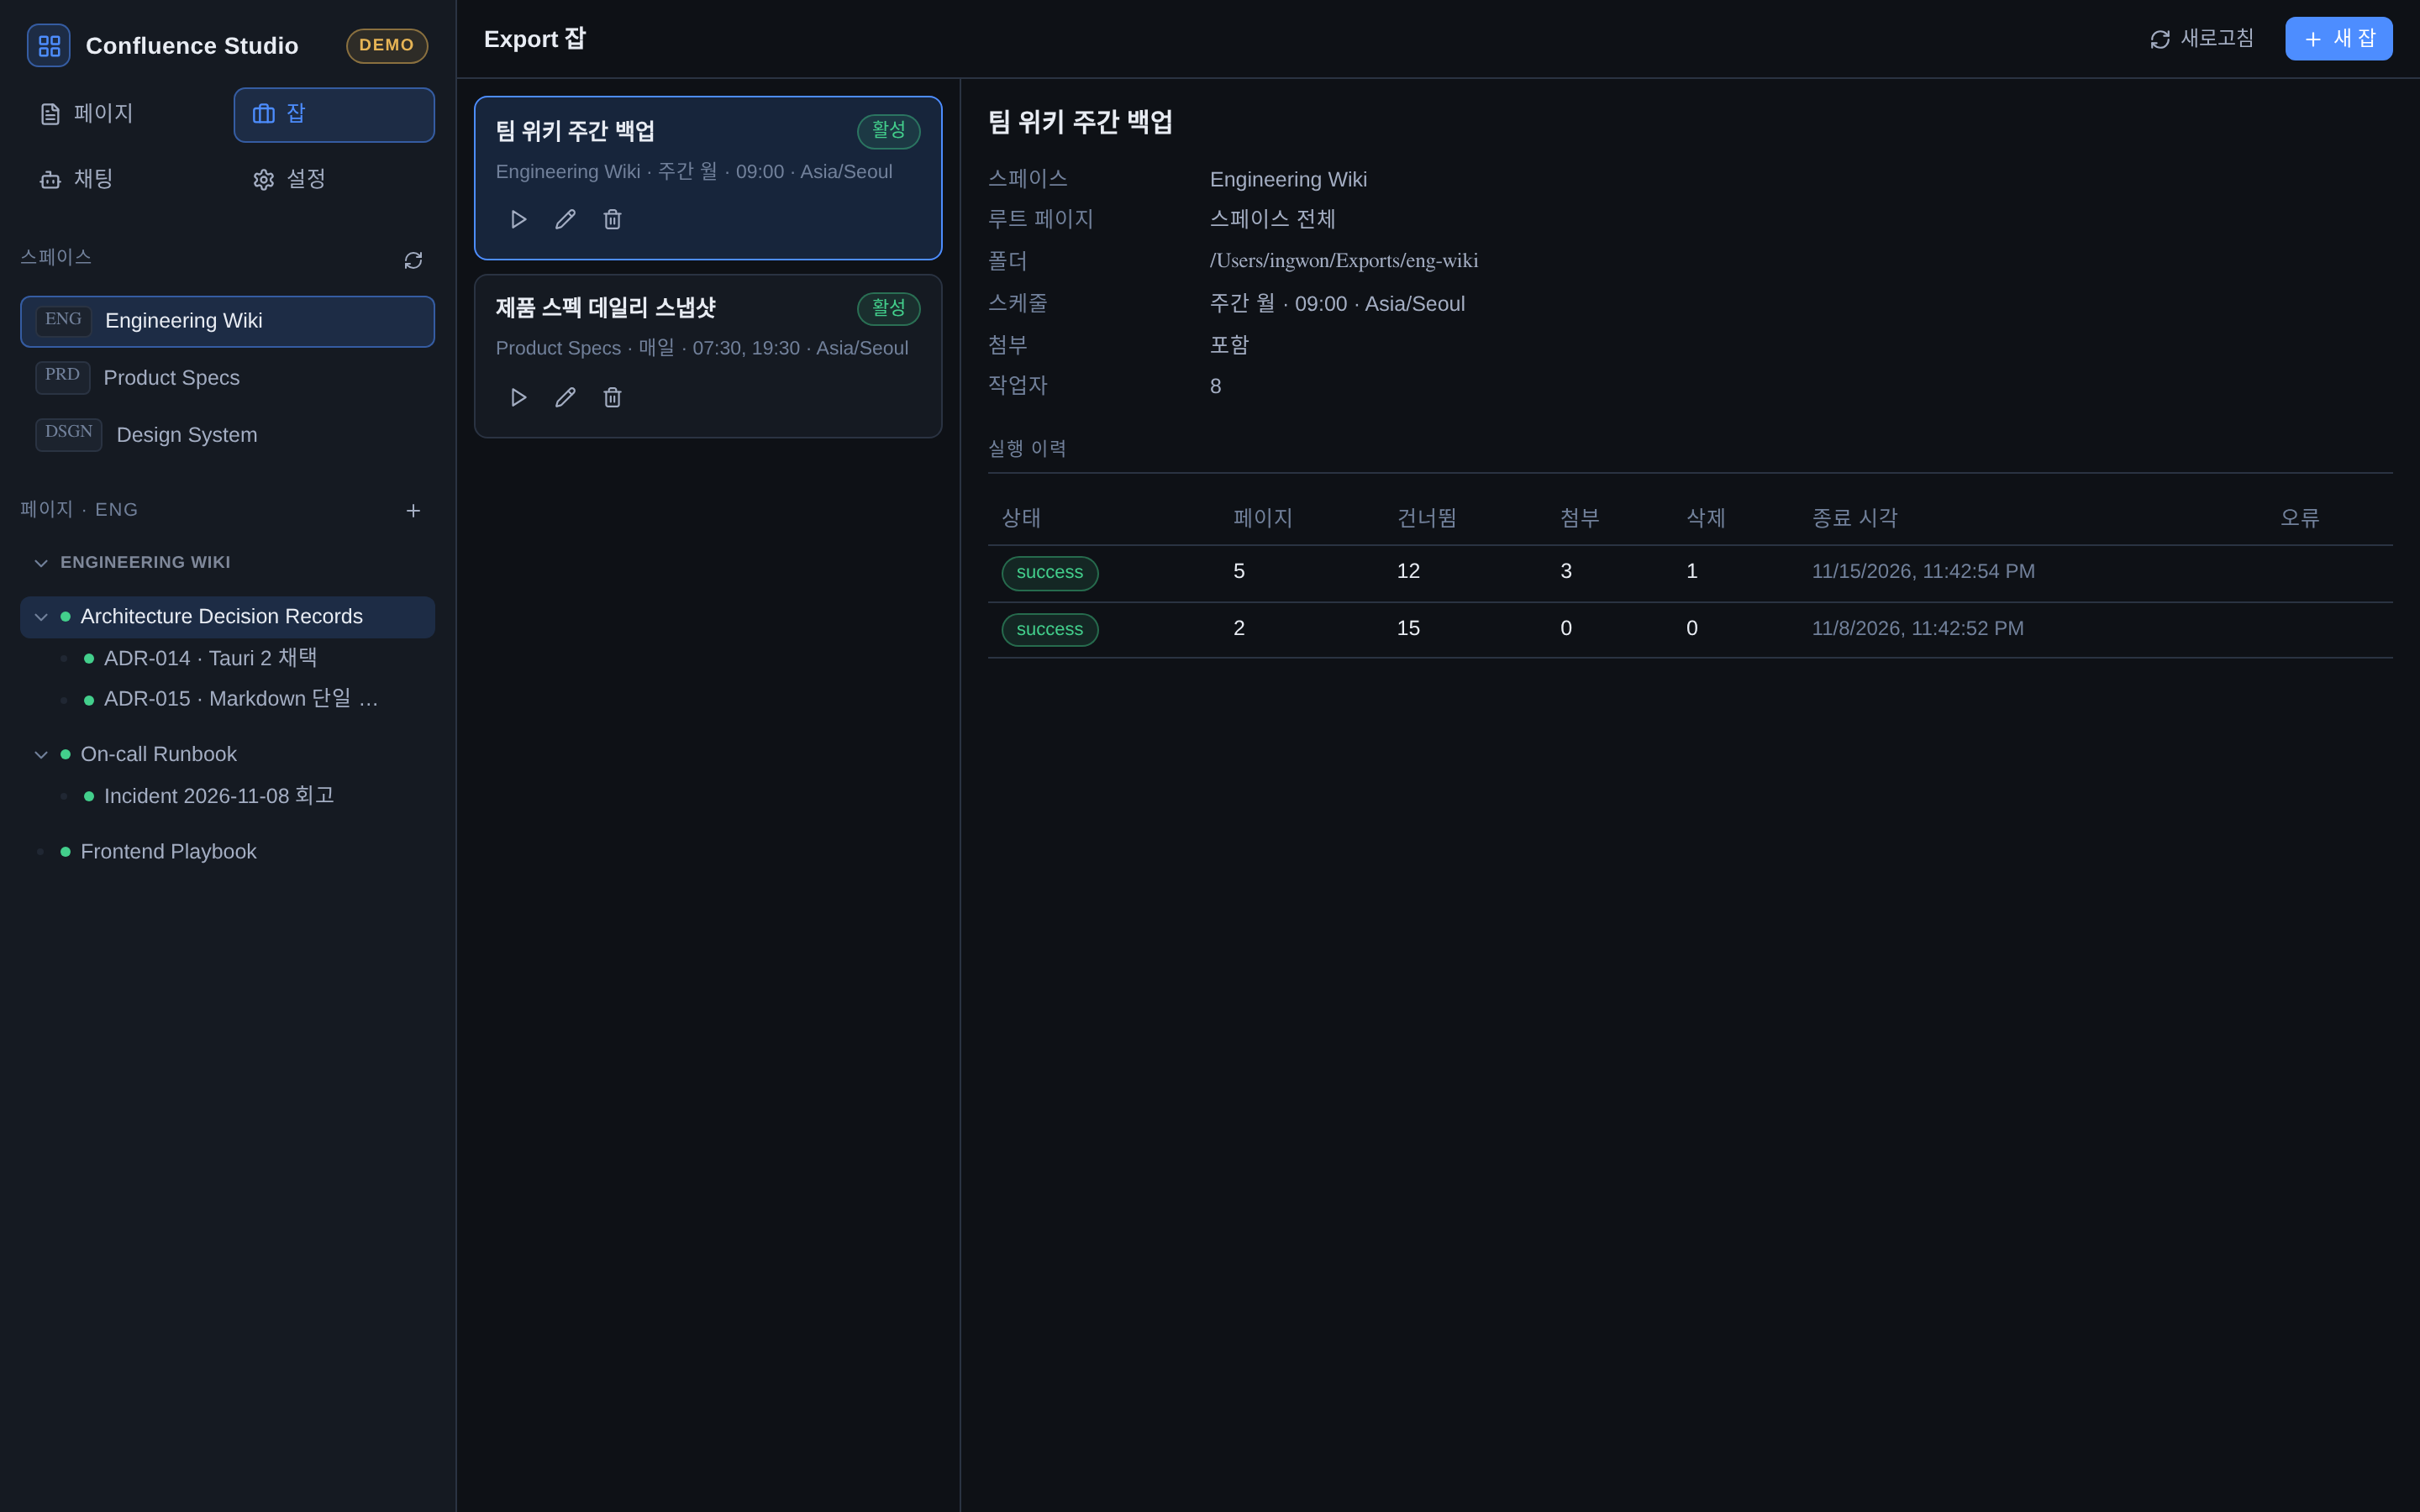 Confluence Studio
DEMO
페이지
잡
채팅
설정
스페이스
ENG Engineering Wiki
PRD Product Specs
DSGN Design System
페이지 · ENG
ENGINEERING WIKI
Architecture Decision Records
ADR-014 · Tauri 2 채택
ADR-015 · Markdown 단일 …
On-call Runbook
Incident 2026-11-08 회고
Frontend Playbook
Export 잡
새로고침
새 잡
팀 위키 주간 백업
활성
Engineering Wiki · 주간 월 · 09:00 · Asia/Seoul
제품 스펙 데일리 스냅샷
활성
Product Specs · 매일 · 07:30, 19:30 · Asia/Seoul
팀 위키 주간 백업
스페이스 Engineering Wiki
루트 페이지 스페이스 전체
폴더 /Users/ingwon/Exports/eng-wiki
스케줄 주간 월 · 09:00 · Asia/Seoul
첨부 포함
작업자 8
실행 이력
상태 페이지 건너뜀 첨부 삭제 종료 시각 오류
success 5 12 3 1 11/15/2026, 11:42:54 PM
success 2 15 0 0 11/8/2026, 11:42:52 PM